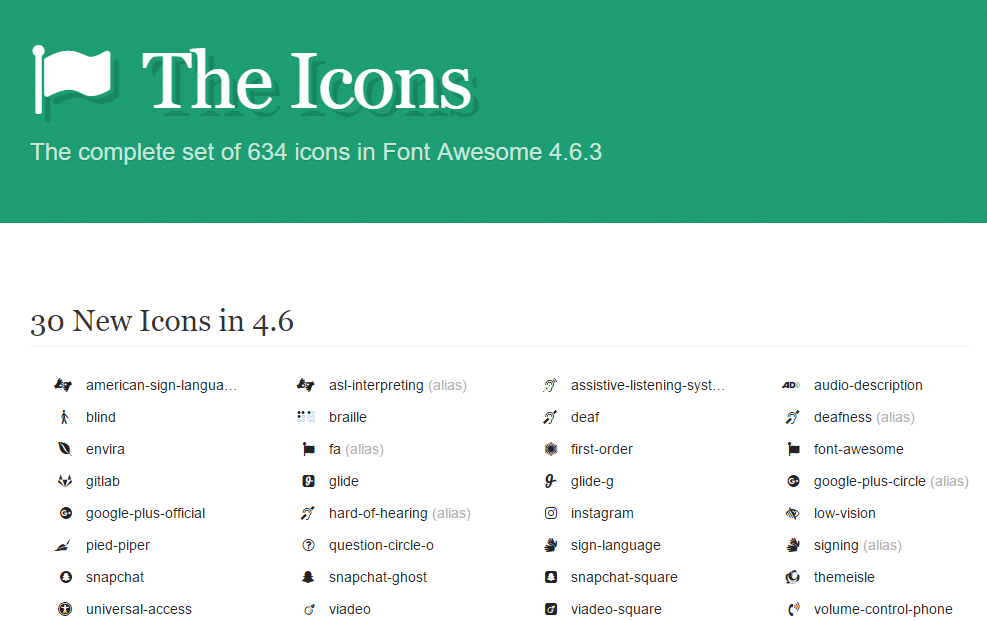 The Icons
The complete set of 634 icons in Font Awesome 4.6.3
30 New Icons in 4.6
american-sign-langua… asl-interpreting (alias) assistive-listening-syst… audio-description
blind braille deaf deafness (alias)
envira fa (alias) first-order font-awesome
gitlab glide glide-g google-plus-circle (alias)
google-plus-official hard-of-hearing (alias) instagram low-vision
pied-piper question-circle-o sign-language signing (alias)
snapchat snapchat-ghost snapchat-square themeisle
universal-access viadeo viadeo-square volume-control-phone